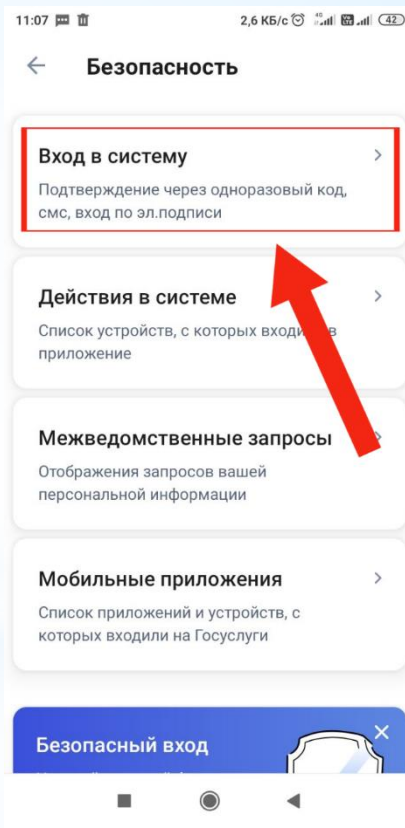 11:07 2,6 КБ/с 4G 42
Безопасность
Вход в систему
Подтверждение через одноразовый код,
смс, вход по эл.подписи
Действия в системе
Список устройств, с которых в
приложение
Межведомственные запросы
Отображения запросов вашей
персональной информации
Мобильные приложения
Список приложений и устройств, с
которых входили на Госуслуги
Безопасный вход